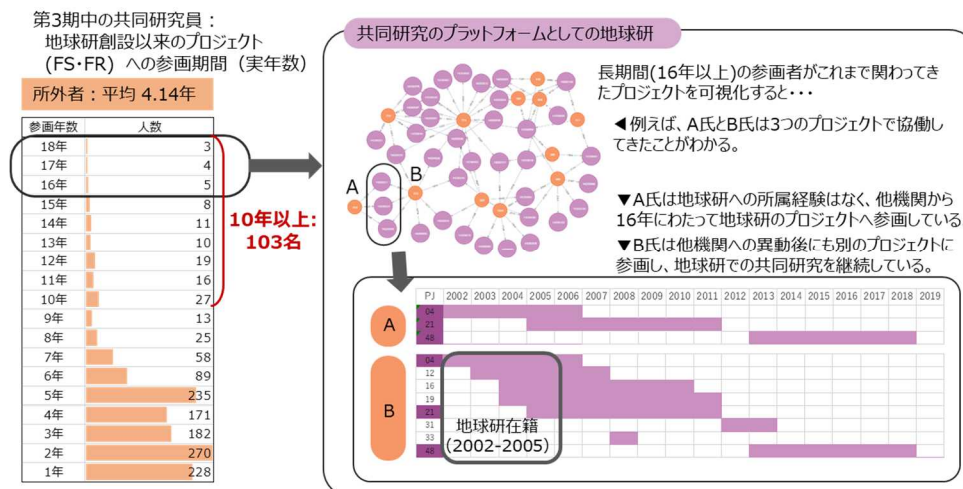 第3期中の共同研究員：
地球研創設以来のプロジェクト
(FS・FR) への参画期間（実年数）
所外者：平均 4.14年
参画年数 人数
18年 3
17年 4
16年 5
15年 8
14年 11
13年 10
12年 19
11年 16
10年 27
9年 13
8年 25
7年 58
6年 89
5年 235
4年 171
3年 182
2年 270
1年 228
10年以上:
103名
共同研究のプラットフォームとしての地球研
長期間(16年以上)の参画者がこれまで関わってき
たプロジェクトを可視化すると・・・
◀例えば、A氏とB氏は3つのプロジェクトで協働し
てきたことがわかる。
A
B
▼A氏は地球研への所属経験はなく、他機関から
16年にわたって地球研のプロジェクトへ参画している
▼B氏は他機関への異動後にも別のプロジェクトに
参画し、地球研での共同研究を継続している。
PJ 2002 2003 2004 2005 2006 2007 2008 2009 2010 2011 2012 2013 2014 2015 2016 2017 2018 2019
A
04
21
48
B
04
12
16
19
21
31
33
48
地球研在籍
(2002-2005)